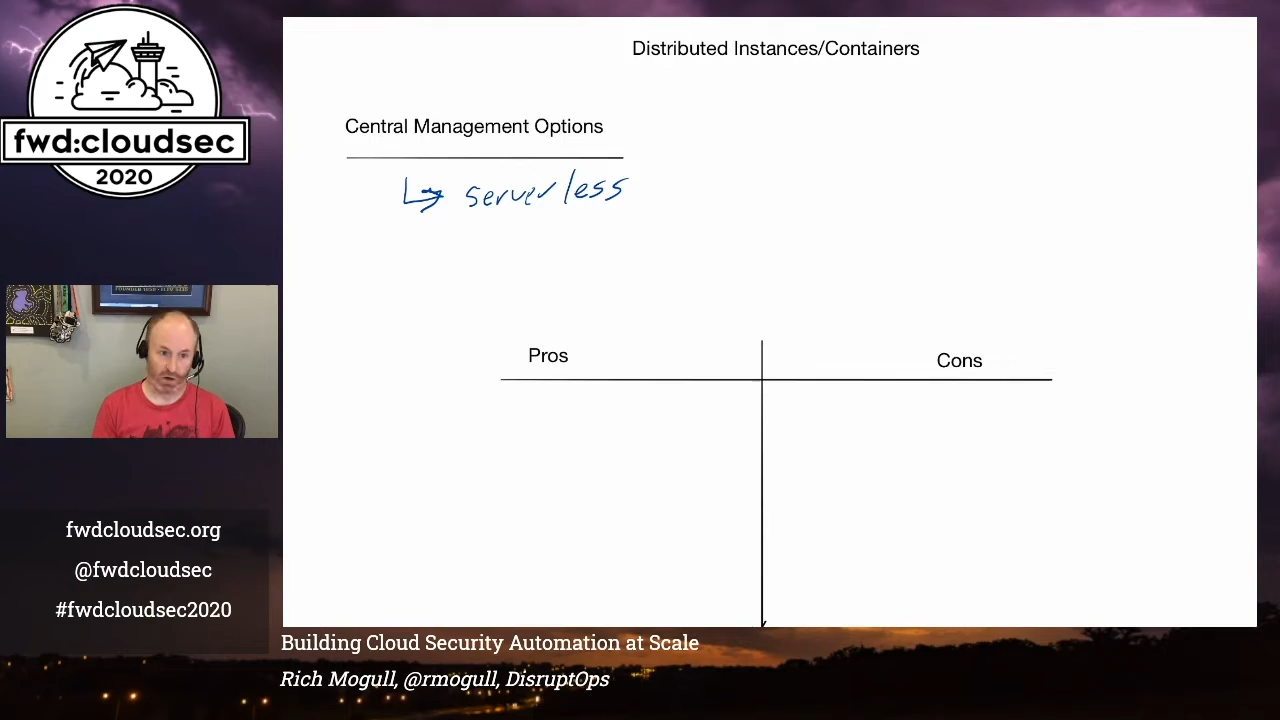 fwd:cloudsec
2020
Distributed Instances/Containers
Central Management Options
serverless
Pros
Cons
fwdcloudsec.org
@fwdcloudsec
#fwdcloudsec2020
Building Cloud Security Automation at Scale
Rich Mogull, @rmogull, DisruptOps